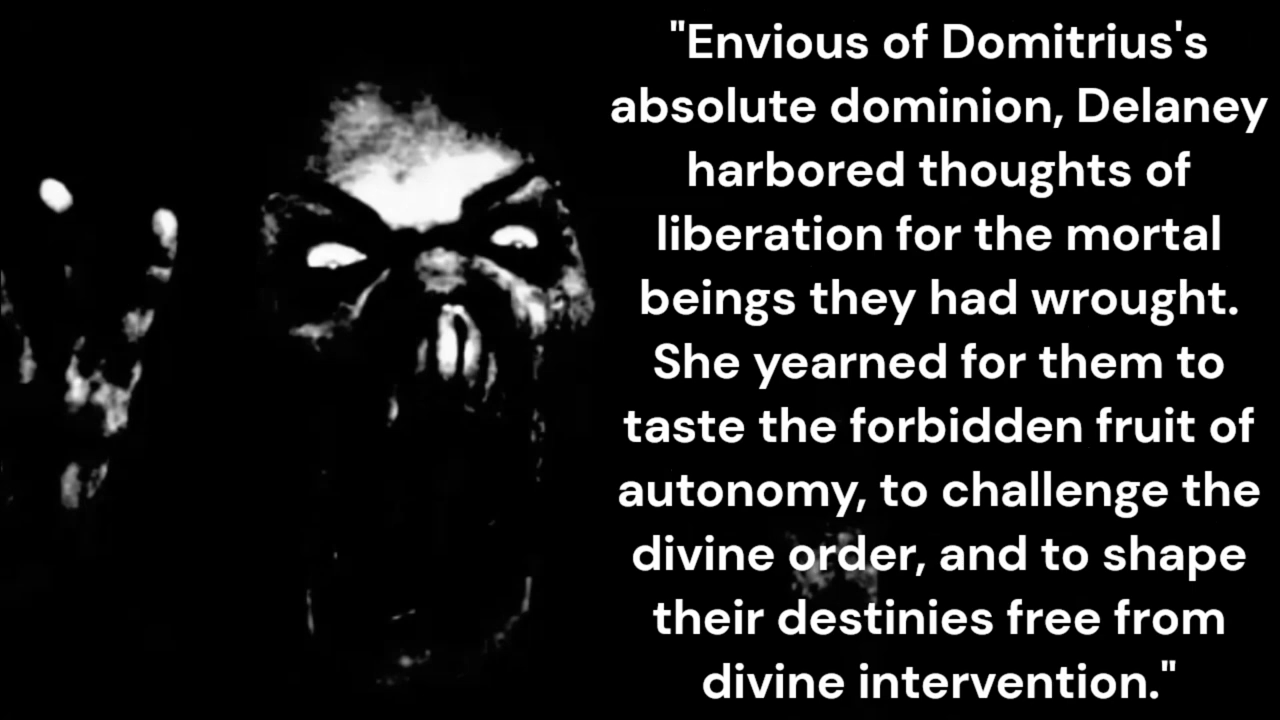 "Envious of Domitrius's
absolute dominion, Delaney
harbored thoughts of
liberation for the mortal
beings they had wrought.
She yearned for them to
taste the forbidden fruit of
autonomy, to challenge the
divine order, and to shape
their destinies free from
divine intervention."